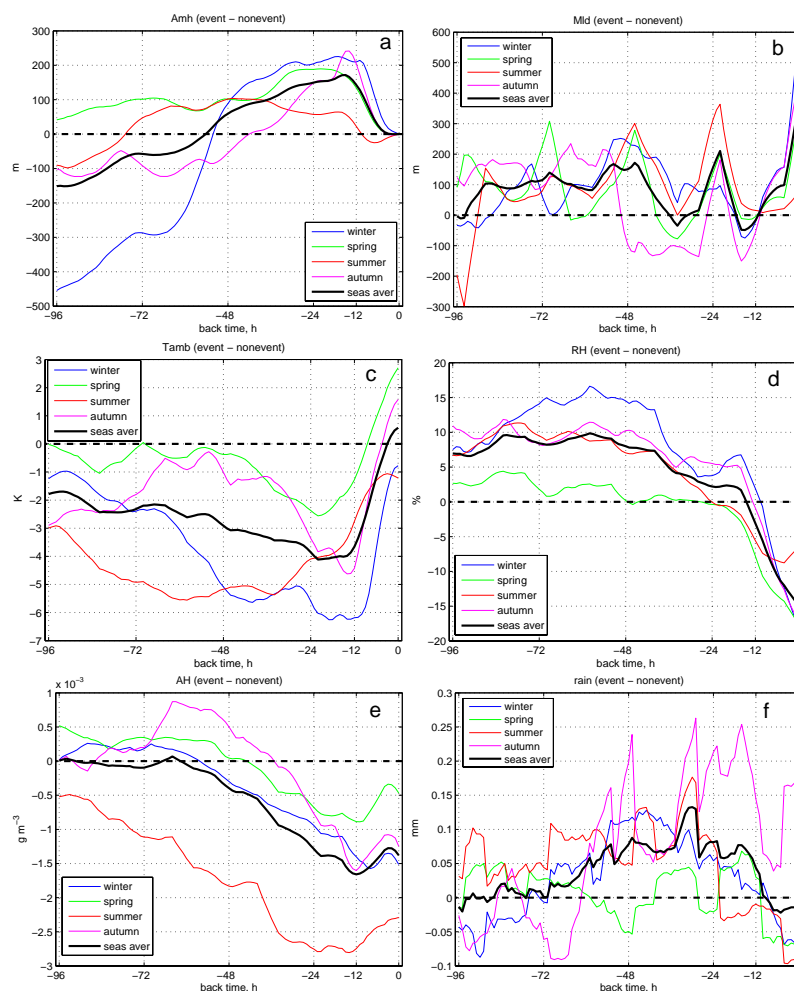 Amh (event − nonevent)
a
300
200
100
0
−100
−200
−300
−400
−500
m
winter
spring
summer
autumn
seas aver
−96
−72
−48
−24
0
back time, h
Mld (event − nonevent)
b
600
500
400
300
200
100
0
−100
−200
−300
m
winter
spring
summer
autumn
seas aver
−96
−72
−48
−24
−12
back time, h
Tamb (event − nonevent)
c
3
2
1
0
−1
−2
−3
−4
−5
−6
−7
K
winter
spring
summer
autumn
seas aver
−96
−72
−48
−24
0
back time, h
RH (event − nonevent)
d
20
15
10
5
0
−5
−10
−15
−20
%
winter
spring
summer
autumn
seas aver
−96
−72
−48
−24
−12
back time, h
AH (event − nonevent)
e
x 10⁻³
1
0.5
0
−0.5
−1
−1.5
−2
−2.5
−3
g m⁻³
winter
spring
summer
autumn
seas aver
−96
−72
−48
−24
0
back time, h
rain (event − nonevent)
f
0.3
0.25
0.2
0.15
0.1
0.05
0
−0.05
−0.1
mm
winter
spring
summer
autumn
seas aver
−96
−72
−48
−24
−12
back time, h